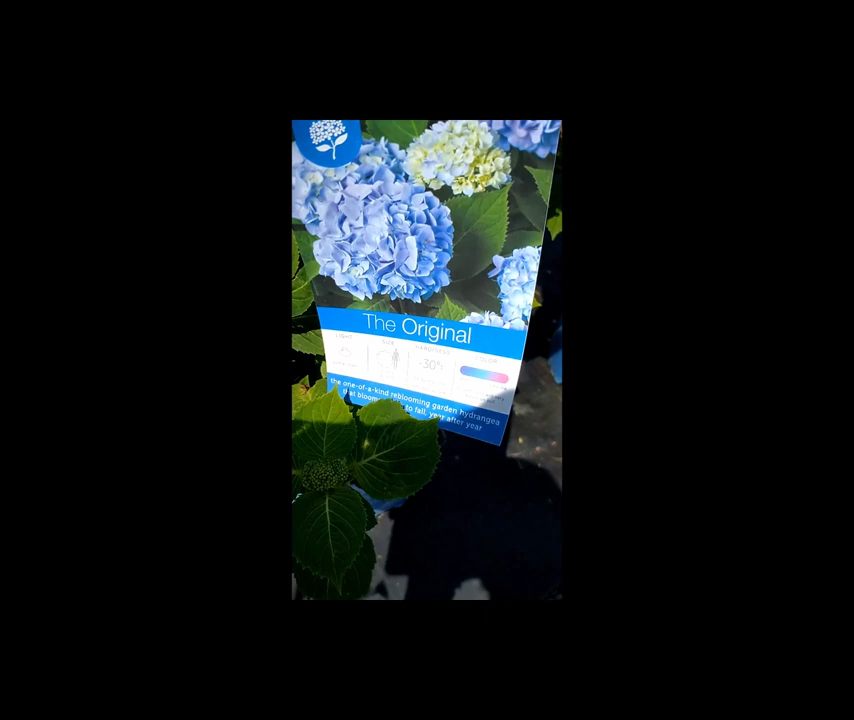 The Original
LIGHT
SIZE
HARDINESS
COLOR
-30°
the one-of-a-kind reblooming garden hydrangea
that bloom to fall, year after year